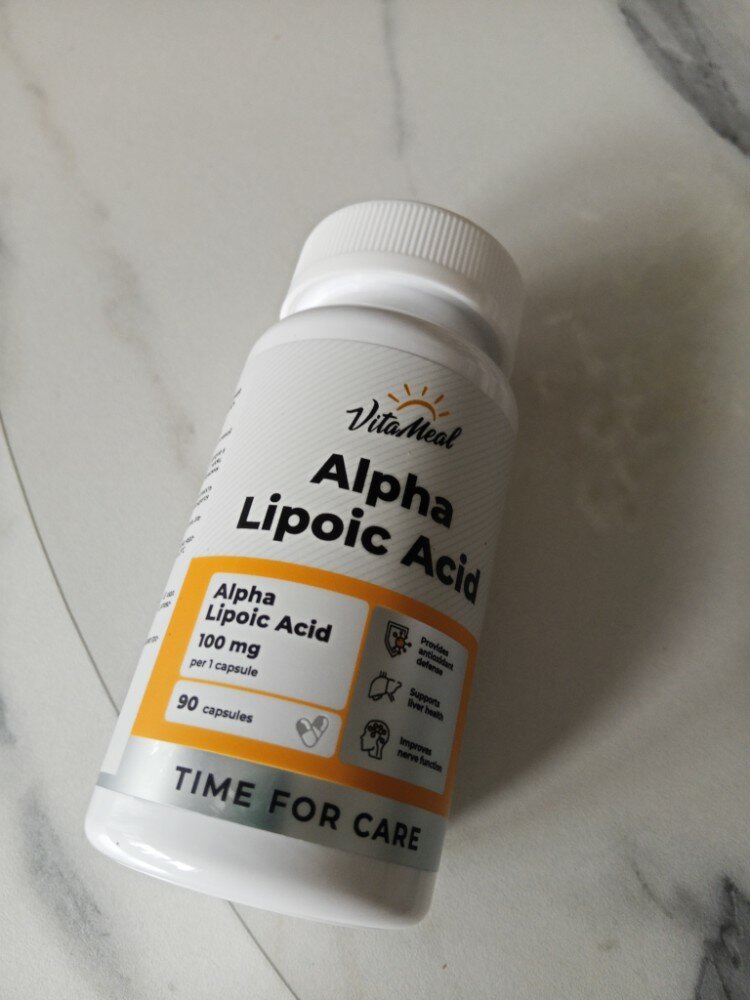 VitaMeal
Alpha
Lipoic Acid
Alpha
Lipoic Acid
100 mg
per 1 capsule
90 capsules
Provides
antioxidant
defense
Supports
liver health
Improves
nerve function
TIME FOR CARE